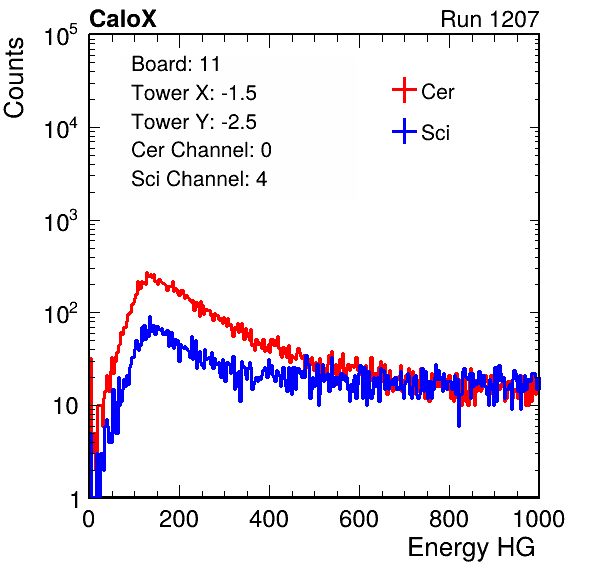 CaloX Run 1207
Counts
10^5
10^4
10^3
10^2
10
1
Board: 11
Tower X: -1.5
Tower Y: -2.5
Cer Channel: 0
Sci Channel: 4
Cer
Sci
0 200 400 600 800 1000
Energy HG